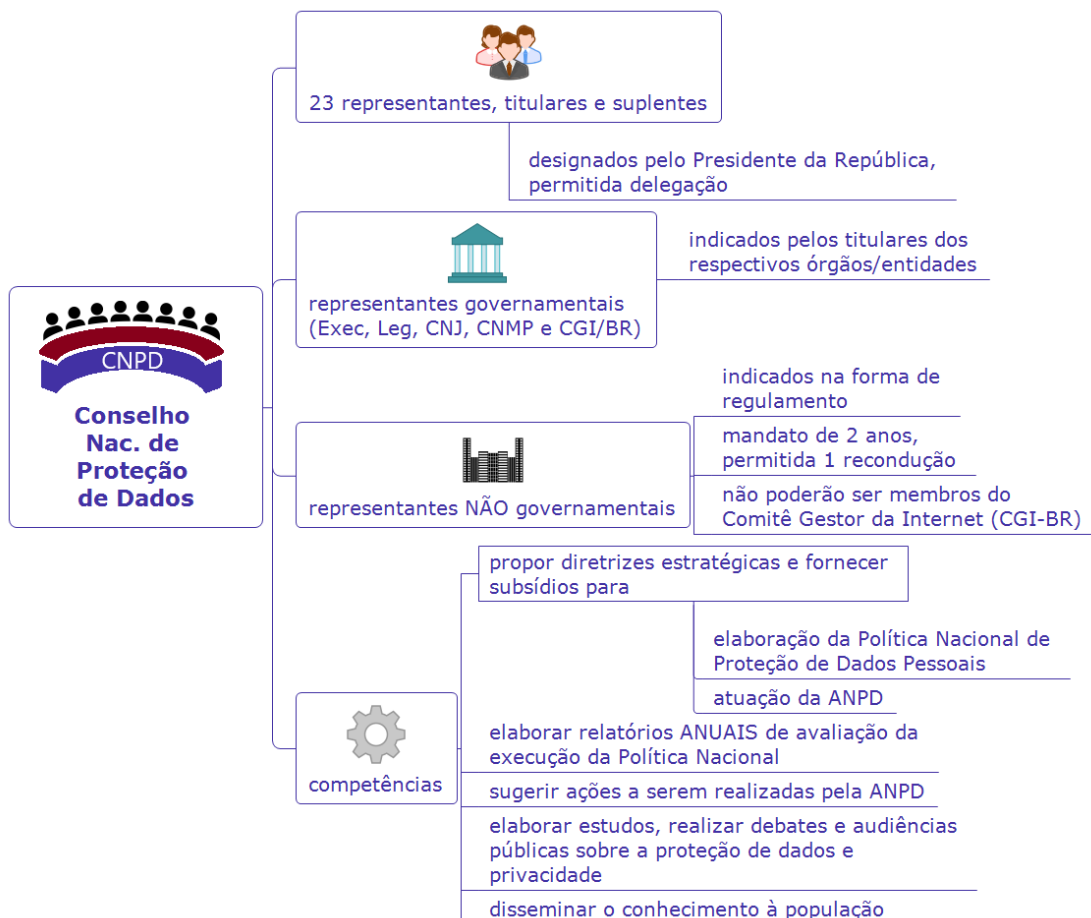 23 representantes, titulares e suplentes
designados pelo Presidente da República,
permitida delegação
representantes governamentais
(Exec, Leg, CNJ, CNMP e CGI/BR)
indicados pelos titulares dos
respectivos órgãos/entidades
CNPD
Conselho
Nac. de
Proteção
de Dados
representantes NÃO governamentais
indicados na forma de
regulamento
mandato de 2 anos,
permitida 1 recondução
não poderão ser membros do
Comitê Gestor da Internet (CGI-BR)
competências
propor diretrizes estratégicas e fornecer
subsídios para
elaboração da Política Nacional de
Proteção de Dados Pessoais
atuação da ANPD
elaborar relatórios ANUAIS de avaliação da
execução da Política Nacional
sugerir ações a serem realizadas pela ANPD
elaborar estudos, realizar debates e audiências
públicas sobre a proteção de dados e
privacidade
disseminar o conhecimento à população